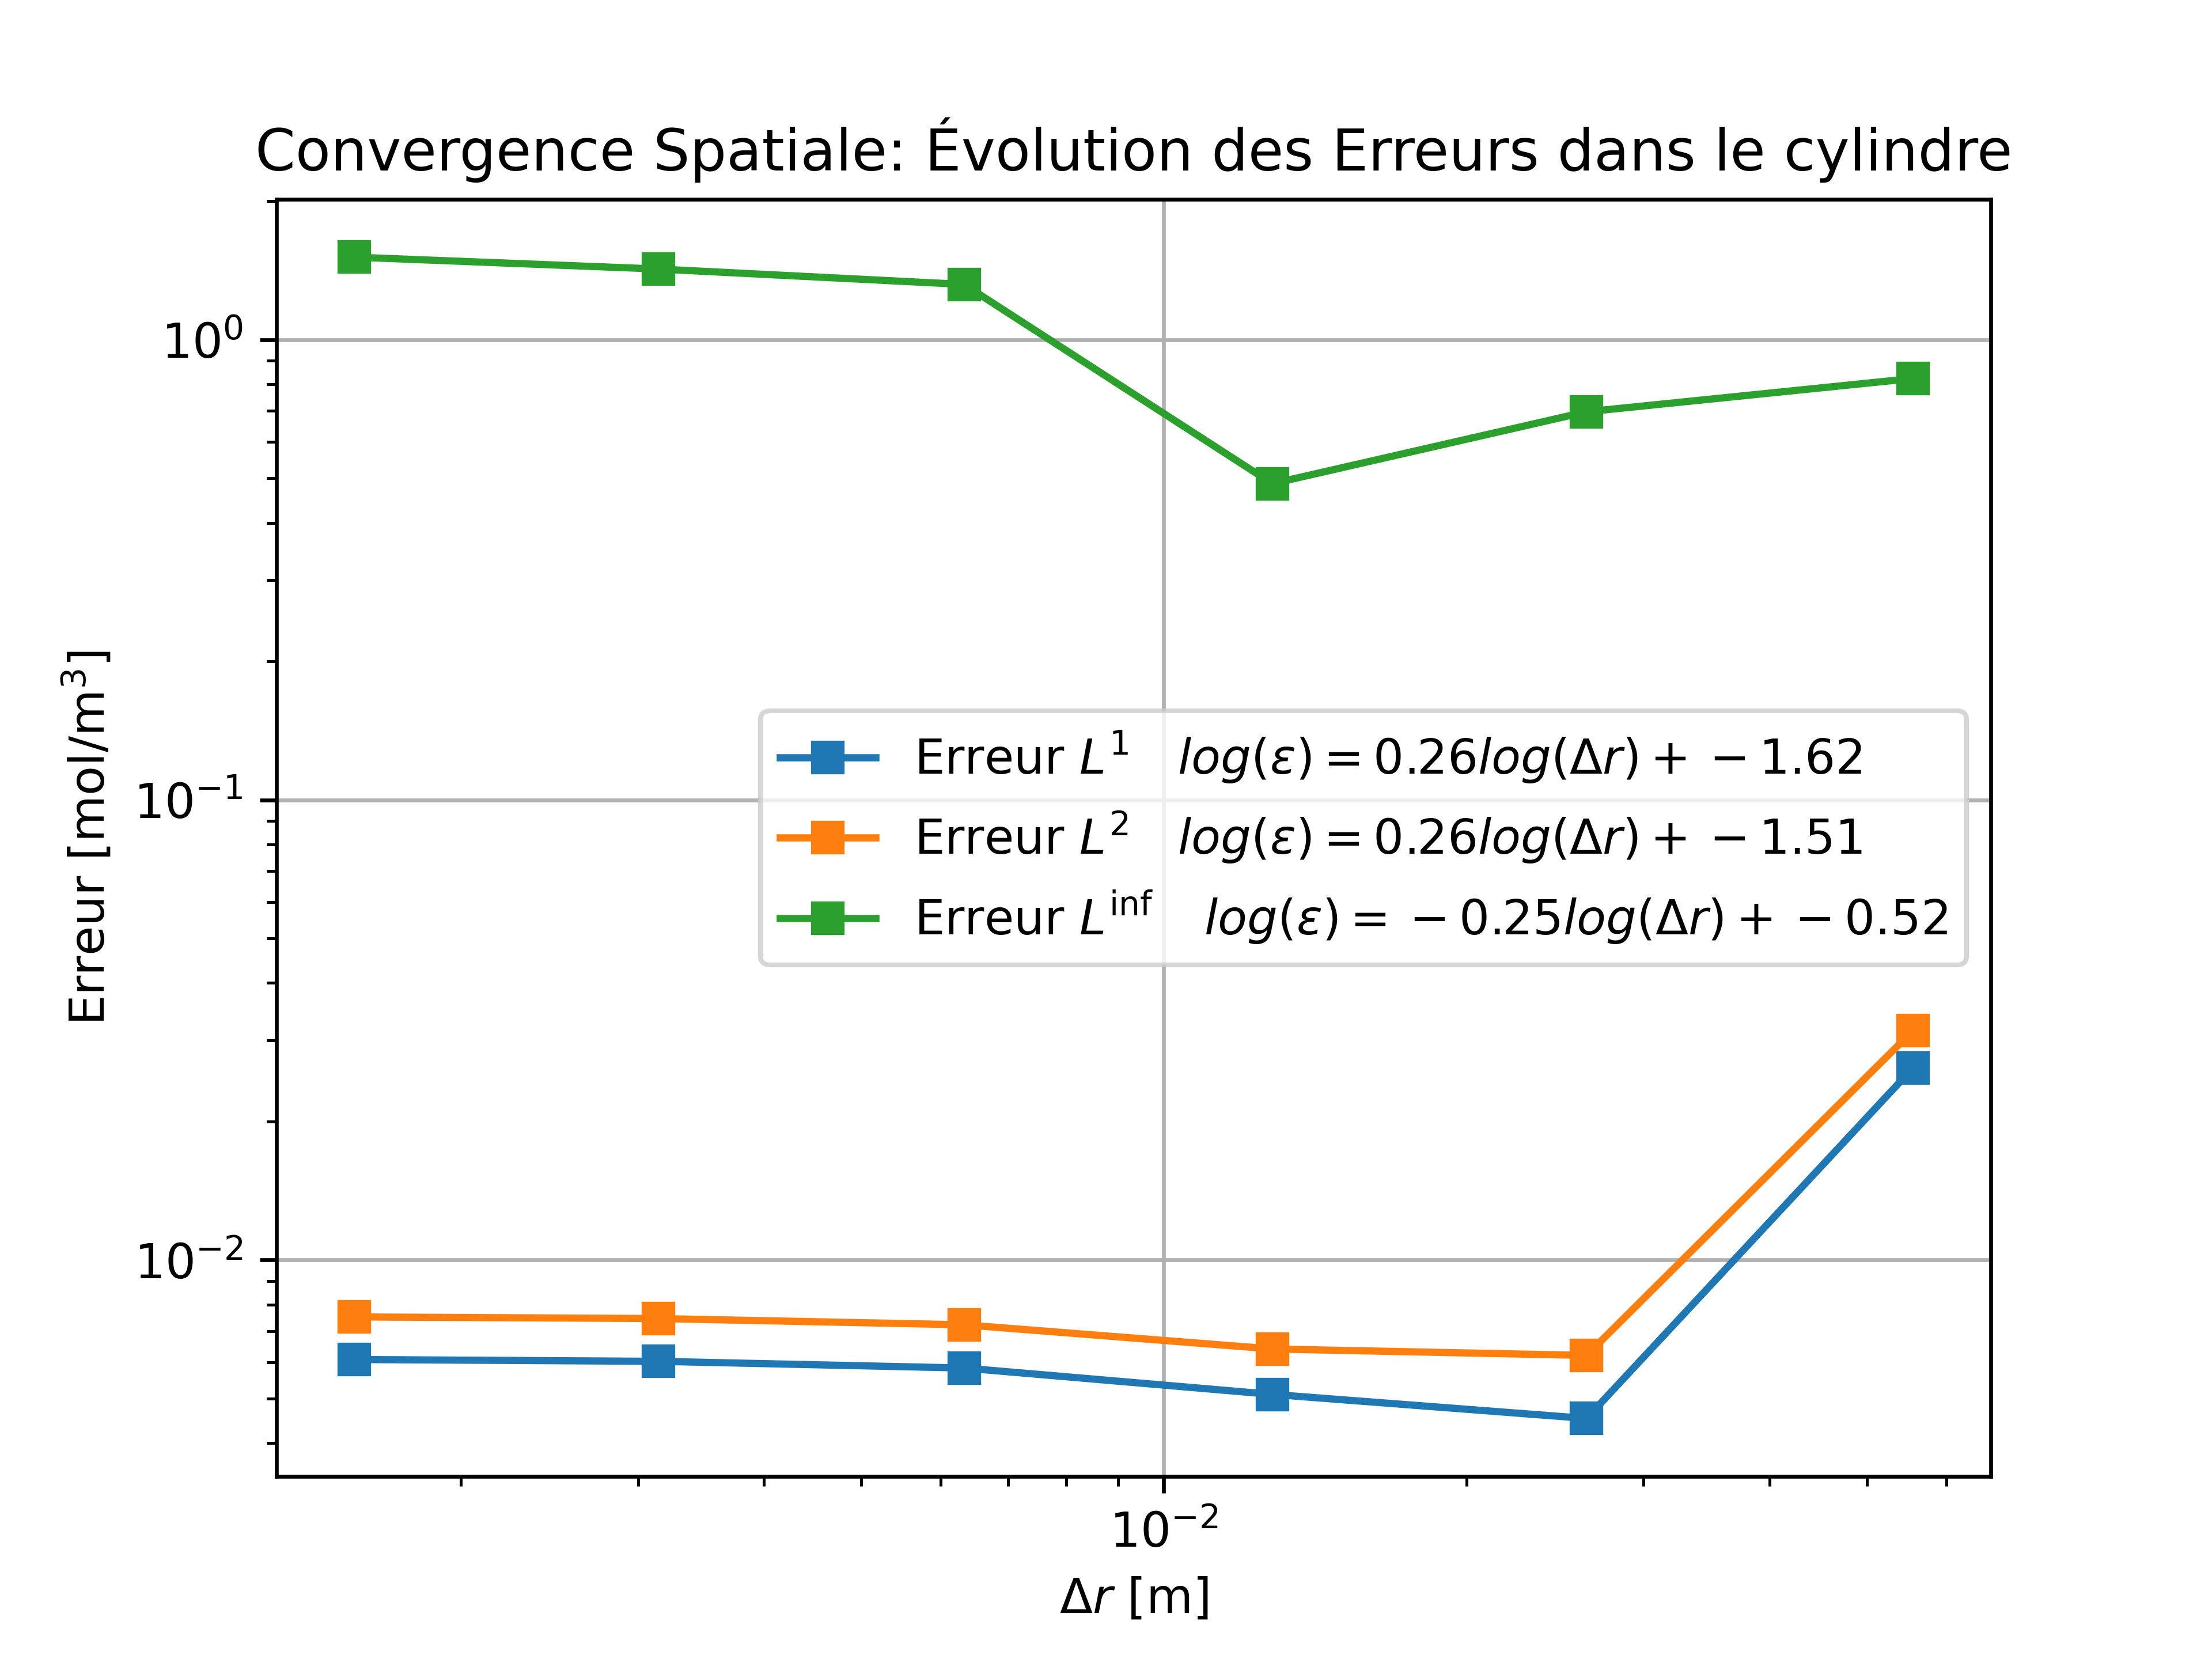 Convergence Spatiale: Évolution des Erreurs dans le cylindre
10⁰
10⁻¹
10⁻²
Erreur [mol/m³]
Erreur L¹ log(ε) = 0.26log(Δr) + −1.62
Erreur L² log(ε) = 0.26log(Δr) + −1.51
Erreur L^inf log(ε) = −0.25log(Δr) + −0.52
10⁻²
Δr [m]